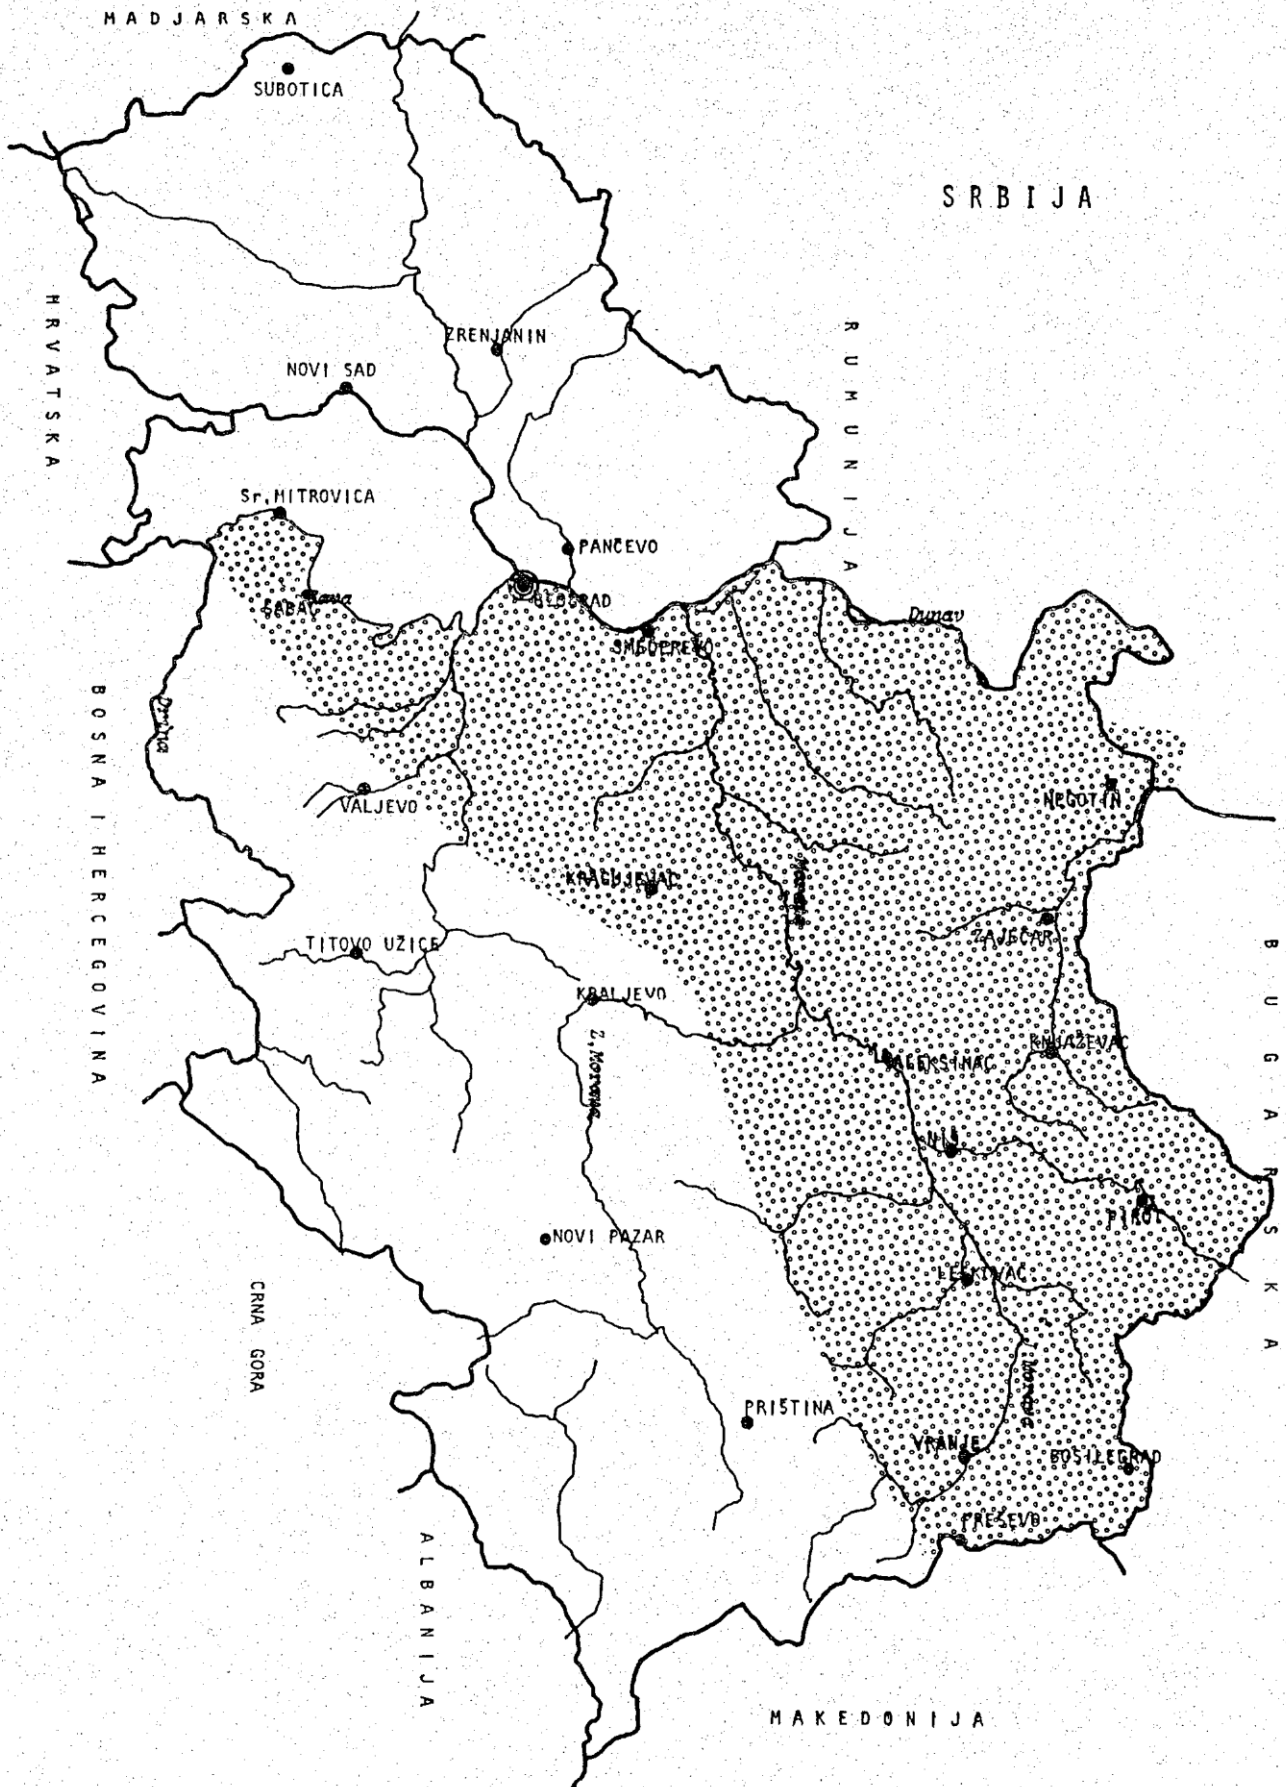 MADJARSKA
SUBOTICA
SRBIJA
HRVATSKA
RUMUNIJA
ZRENJANIN
NOVI SAD
Sr. MITROVICA
PANČEVO
BEOGRAD
ŠABAC
Sava
Dunav
SMEDEREVO
BOSNA I HERCEGOVINA
Drina
VALJEVO
NEGOTIN
KRAGUJEVAC
Morava
ZAJEČAR
BUGARSKA
TITOVO UŽICE
KRALJEVO
Z. Morava
KNJAŽEVAC
NIŠ
PIROT
NOVI PAZAR
LESKOVAC
CRNA GORA
J. Morava
PRIŠTINA
VRANJE
BOSILEGRAD
PREŠEVO
ALBANIJA
MAKEDONIJA